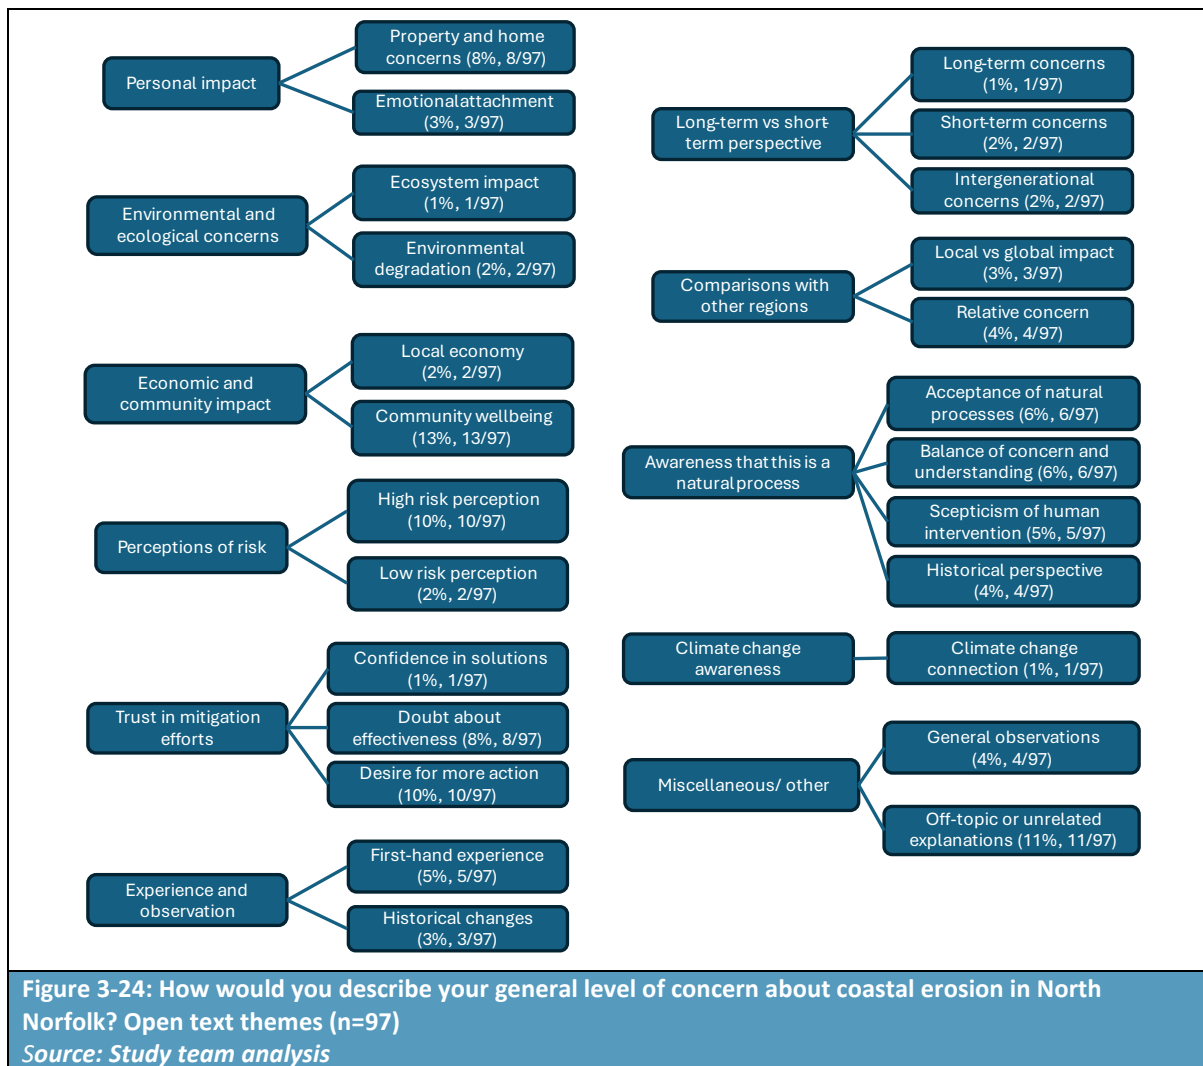 Personal impact
Property and home
concerns (8%, 8/97)
Emotionalattachment
(3%, 3/97)
Environmental and
ecological concerns
Ecosystem impact
(1%, 1/97)
Environmental
degradation (2%, 2/97)
Economic and
community impact
Local economy
(2%, 2/97)
Community wellbeing
(13%, 13/97)
Perceptions of risk
High risk perception
(10%, 10/97)
Low risk perception
(2%, 2/97)
Trust in mitigation
efforts
Confidence in solutions
(1%, 1/97)
Doubt about
effectiveness (8%, 8/97)
Desire for more action
(10%, 10/97)
Experience and
observation
First-hand experience
(5%, 5/97)
Historical changes
(3%, 3/97)
Long-term vs short-
term perspective
Long-term concerns
(1%, 1/97)
Short-term concerns
(2%, 2/97)
Intergenerational
concerns (2%, 2/97)
Comparisons with
other regions
Local vs global impact
(3%, 3/97)
Relative concern
(4%, 4/97)
Awareness that this is a
natural process
Acceptance of natural
processes (6%, 6/97)
Balance of concern and
understanding (6%, 6/97)
Scepticism of human
intervention (5%, 5/97)
Historical perspective
(4%, 4/97)
Climate change
awareness
Climate change
connection (1%, 1/97)
Miscellaneous/ other
General observations
(4%, 4/97)
Off-topic or unrelated
explanations (11%, 11/97)
Figure 3-24: How would you describe your general level of concern about coastal erosion in North
Norfolk? Open text themes (n=97)
Source: Study team analysis